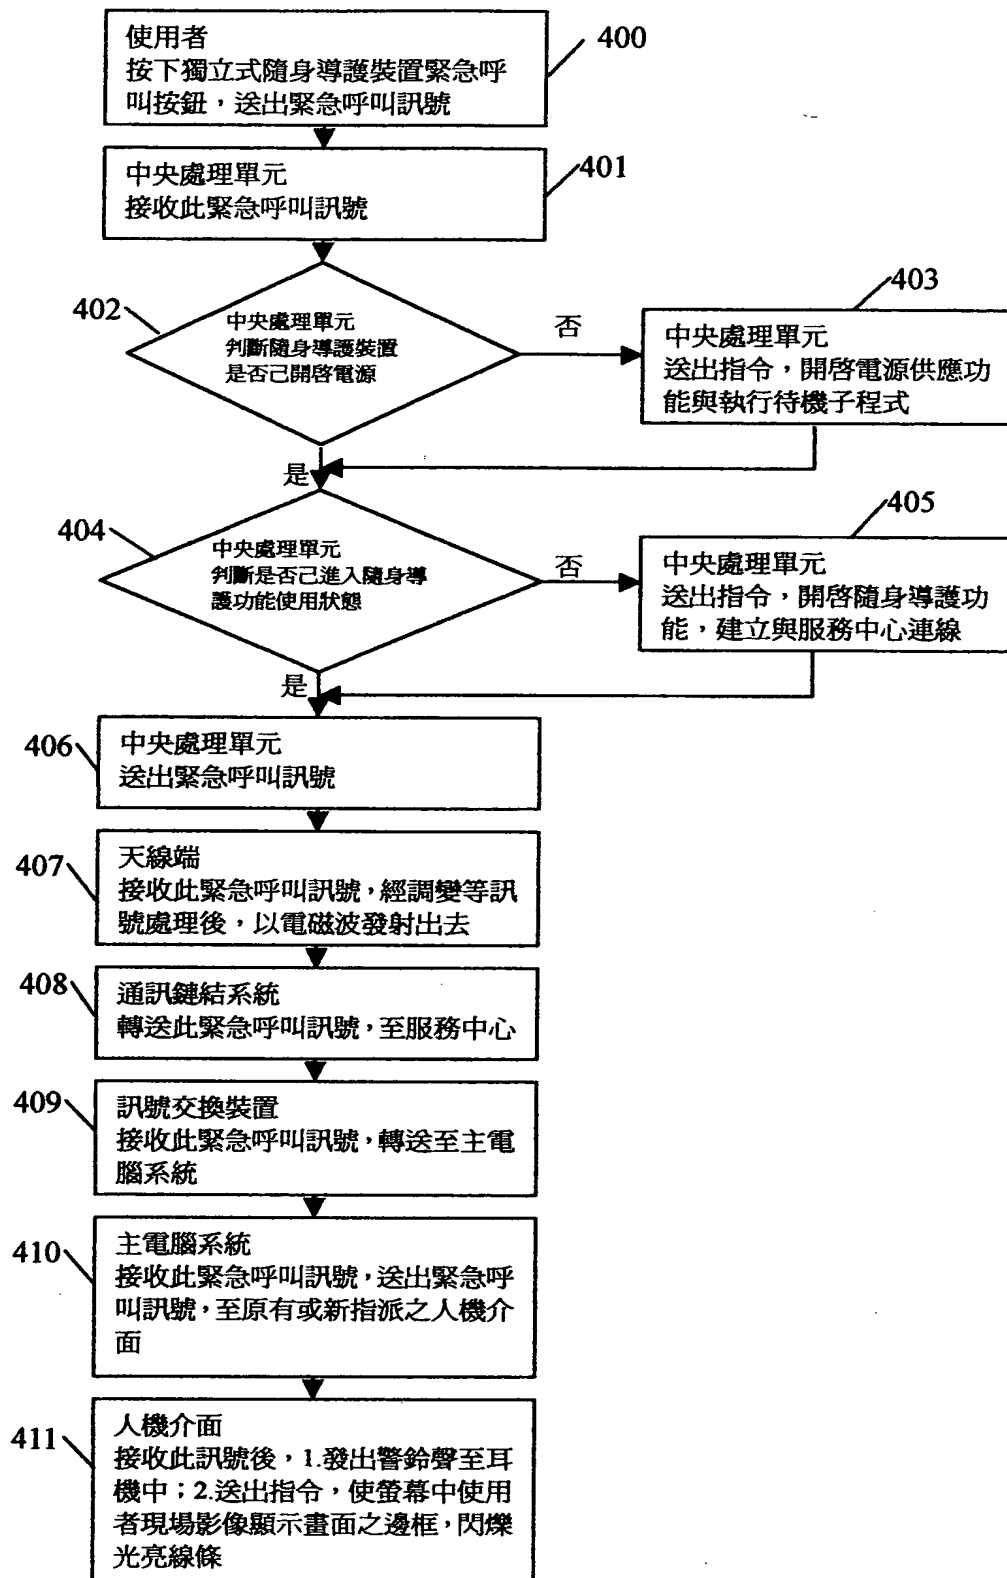 使用者
按下獨立式隨身導護裝置緊急呼
叫按鈕，送出緊急呼叫訊號
400
中央處理單元
接收此緊急呼叫訊號
401
402
中央處理單元
判斷隨身導護裝置
是否己開啓電源
否
403
中央處理單元
送出指令，開啓電源供應功
能與執行待機子程式
是
404
中央處理單元
判斷是否己進入隨身導
護功能使用狀態
否
405
中央處理單元
送出指令，開啓隨身導護功
能，建立與服務中心連線
是
406
中央處理單元
送出緊急呼叫訊號
407
天線端
接收此緊急呼叫訊號，經調變等訊
號處理後，以電磁波發射出去
408
通訊鏈結系統
轉送此緊急呼叫訊號，至服務中心
409
訊號交換裝置
接收此緊急呼叫訊號，轉送至主電
腦系統
410
主電腦系統
接收此緊急呼叫訊號，送出緊急呼
叫訊號，至原有或新指派之人機介
面
411
人機介面
接收此訊號後，1.發出警鈴聲至耳
機中；2.送出指令，使螢幕中使用
者現場影像顯示畫面之邊框，閃爍
光亮線條